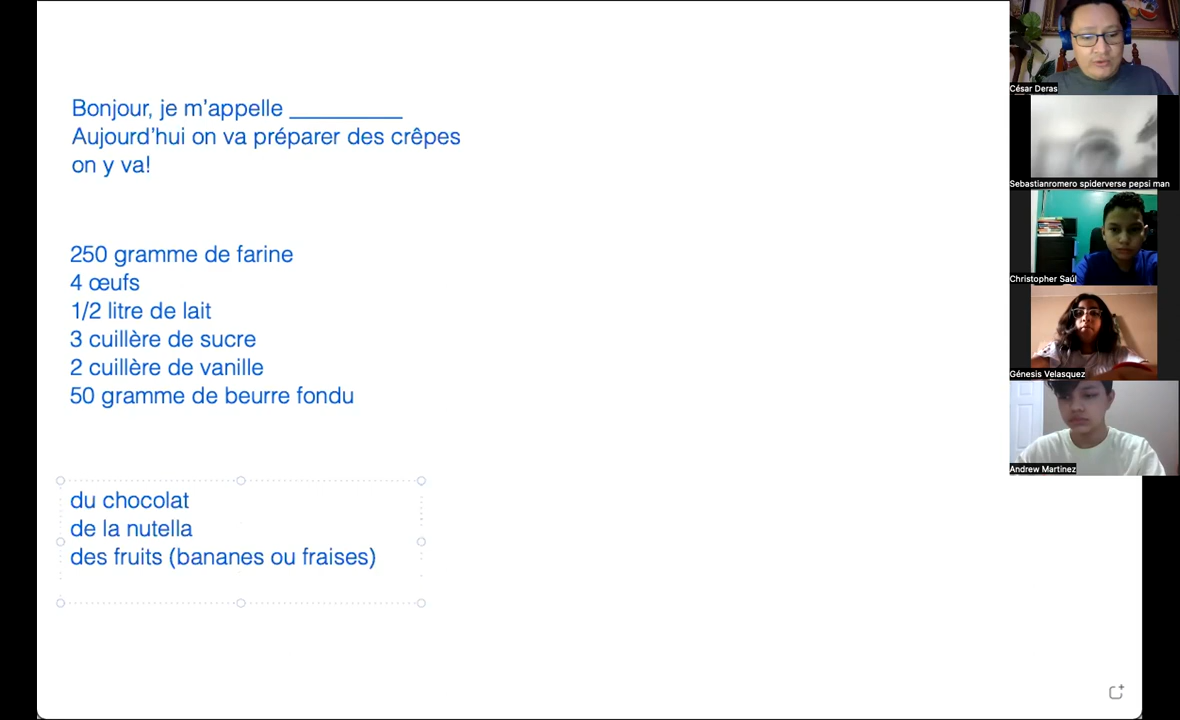 Bonjour, je m'appelle __________
Aujourd'hui on va préparer des crêpes
on y va!
250 gramme de farine
4 œufs
1/2 litre de lait
3 cuillère de sucre
2 cuillère de vanille
50 gramme de beurre fondu
du chocolat
de la nutella
des fruits (bananes ou fraises)
César Deras
Sebastianromero spiderverse pepsi man
Christopher Saúl
Génesis Velasquez
Andrew Martinez